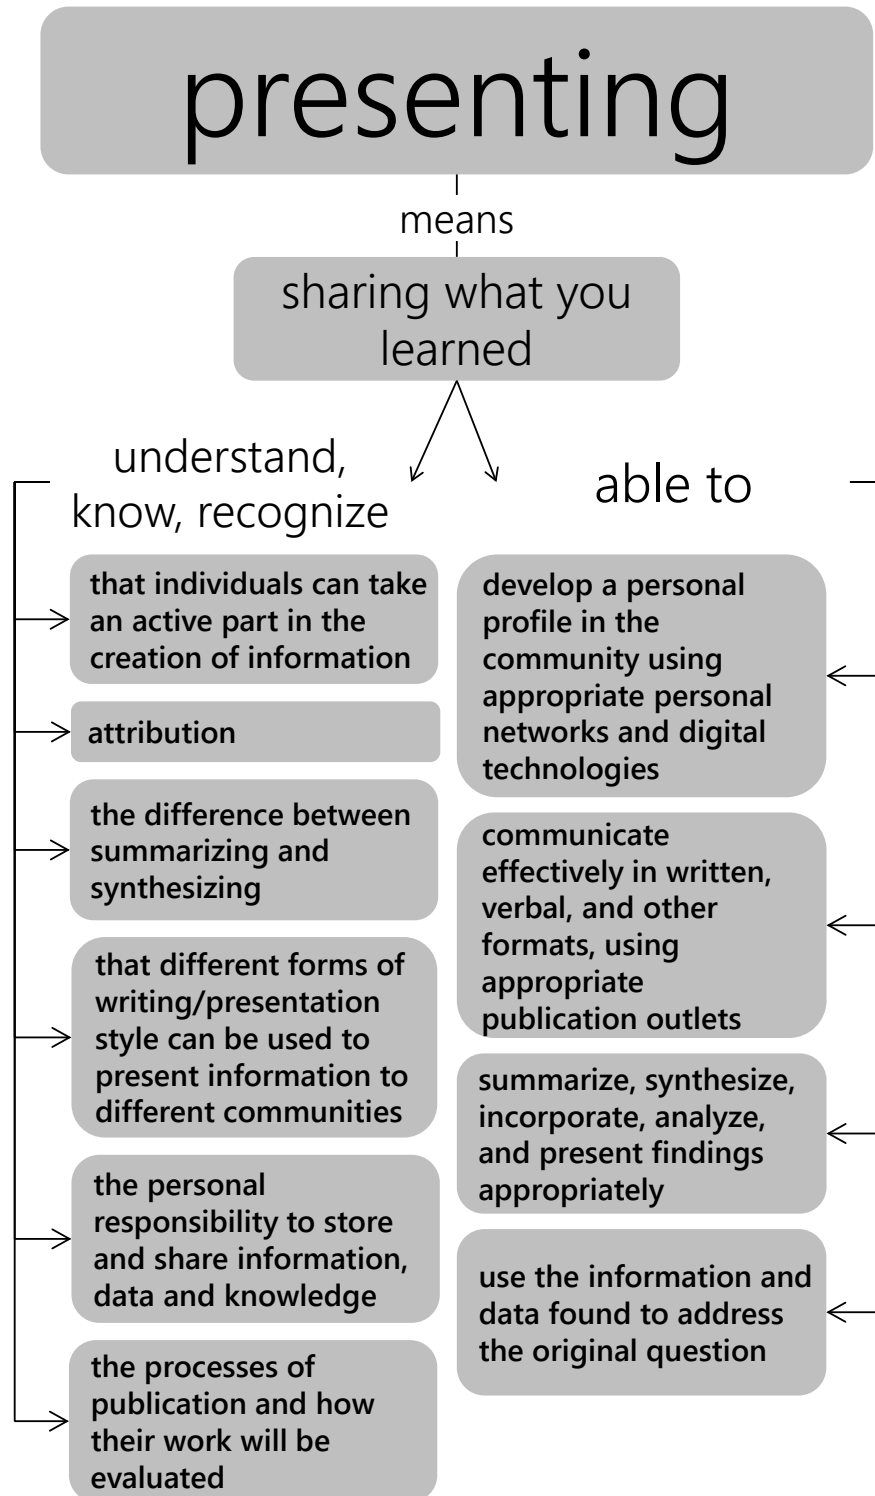 presenting
means
sharing what you
learned
understand,
know, recognize
that individuals can take
an active part in the
creation of information
attribution
the difference between
summarizing and
synthesizing
that different forms of
writing/presentation
style can be used to
present information to
different communities
the personal
responsibility to store
and share information,
data and knowledge
the processes of
publication and how
their work will be
evaluated
able to
develop a personal
profile in the
community using
appropriate personal
networks and digital
technologies
communicate
effectively in written,
verbal, and other
formats, using
appropriate
publication outlets
summarize, synthesize,
incorporate, analyze,
and present findings
appropriately
use the information and
data found to address
the original question